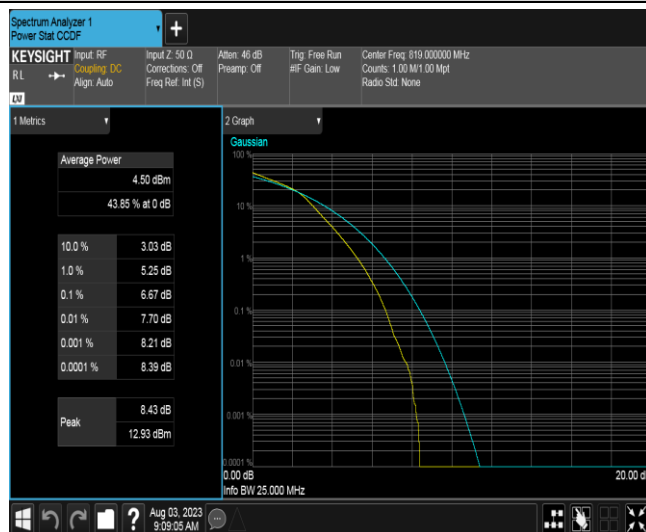 Spectrum Analyzer 1
Power Stat CCDF
+
KEYSIGHT
RL
Input: RF
Coupling: DC
Align: Auto
Input Z: 50 Ω
Corrections: Off
Freq Ref: Int (S)
Atten: 46 dB
Preamp: Off
Trig: Free Run
#IF Gain: Low
Center Freq: 819.000000 MHz
Counts: 1.00 M/1.00 Mpt
Radio Std: None
LXI
1 Metrics
Average Power
4.50 dBm
43.85 % at 0 dB
10.0 % 3.03 dB
1.0 % 5.25 dB
0.1 % 6.67 dB
0.01 % 7.70 dB
0.001 % 8.21 dB
0.0001 % 8.39 dB
Peak
8.43 dB
12.93 dBm
2 Graph
Gaussian
100 %
10 %
1 %
0.1 %
0.01 %
0.001 %
0.0001 %
0.00 dB 20.00 d
Info BW 25.000 MHz
?
Aug 03, 2023
9:09:05 AM